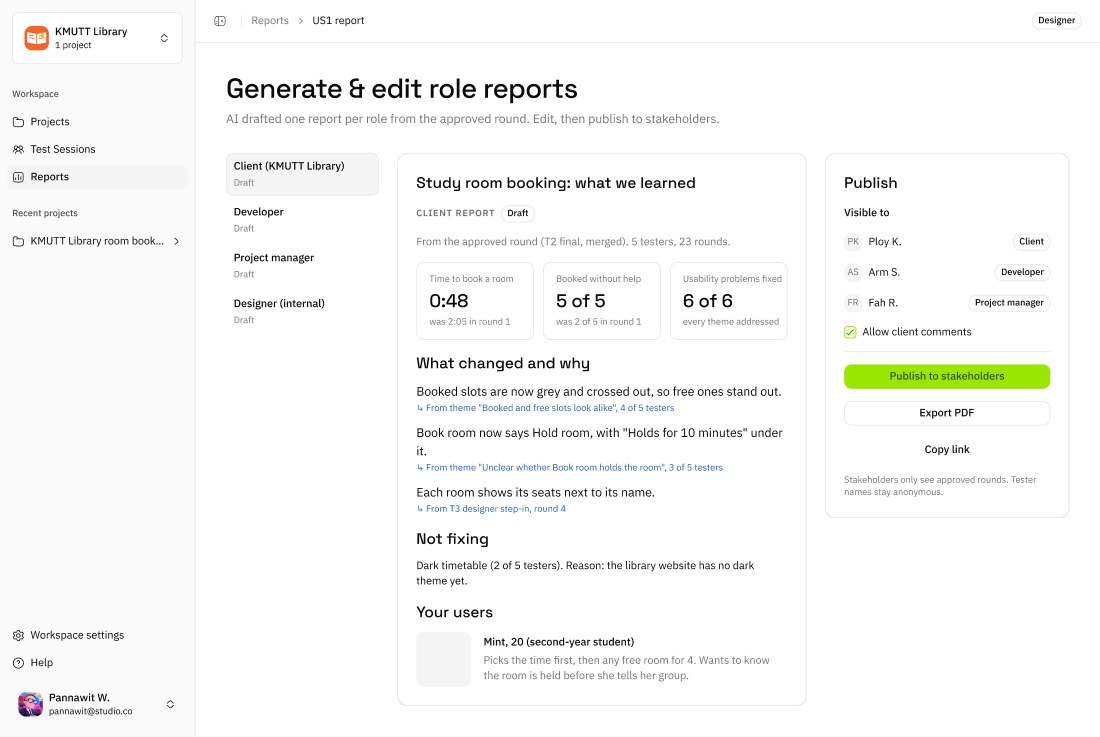 KMUTT Library
1 project
Workspace
Projects
Test Sessions
Reports
Recent projects
KMUTT Library room book...
Workspace settings
Help
Pannawit W.
pannawit@studio.co
Reports > US1 report
Designer
Generate & edit role reports
AI drafted one report per role from the approved round. Edit, then publish to stakeholders.
Client (KMUTT Library)
Draft
Developer
Draft
Project manager
Draft
Designer (internal)
Draft
Study room booking: what we learned
CLIENT REPORT Draft
From the approved round (T2 final, merged). 5 testers, 23 rounds.
Time to book a room
0:48
was 2:05 in round 1
Booked without help
5 of 5
was 2 of 5 in round 1
Usability problems fixed
6 of 6
every theme addressed
What changed and why
Booked slots are now grey and crossed out, so free ones stand out.
↳ From theme "Booked and free slots look alike", 4 of 5 testers
Book room now says Hold room, with "Holds for 10 minutes" under
it.
↳ From theme "Unclear whether Book room holds the room", 3 of 5 testers
Each room shows its seats next to its name.
↳ From T3 designer step-in, round 4
Not fixing
Dark timetable (2 of 5 testers). Reason: the library website has no dark
theme yet.
Your users
Mint, 20 (second-year student)
Picks the time first, then any free room for 4. Wants to know
the room is held before she tells her group.
Publish
Visible to
PK Ploy K. Client
AS Arm S. Developer
FR Fah R. Project manager
Allow client comments
Publish to stakeholders
Export PDF
Copy link
Stakeholders only see approved rounds. Tester
names stay anonymous.